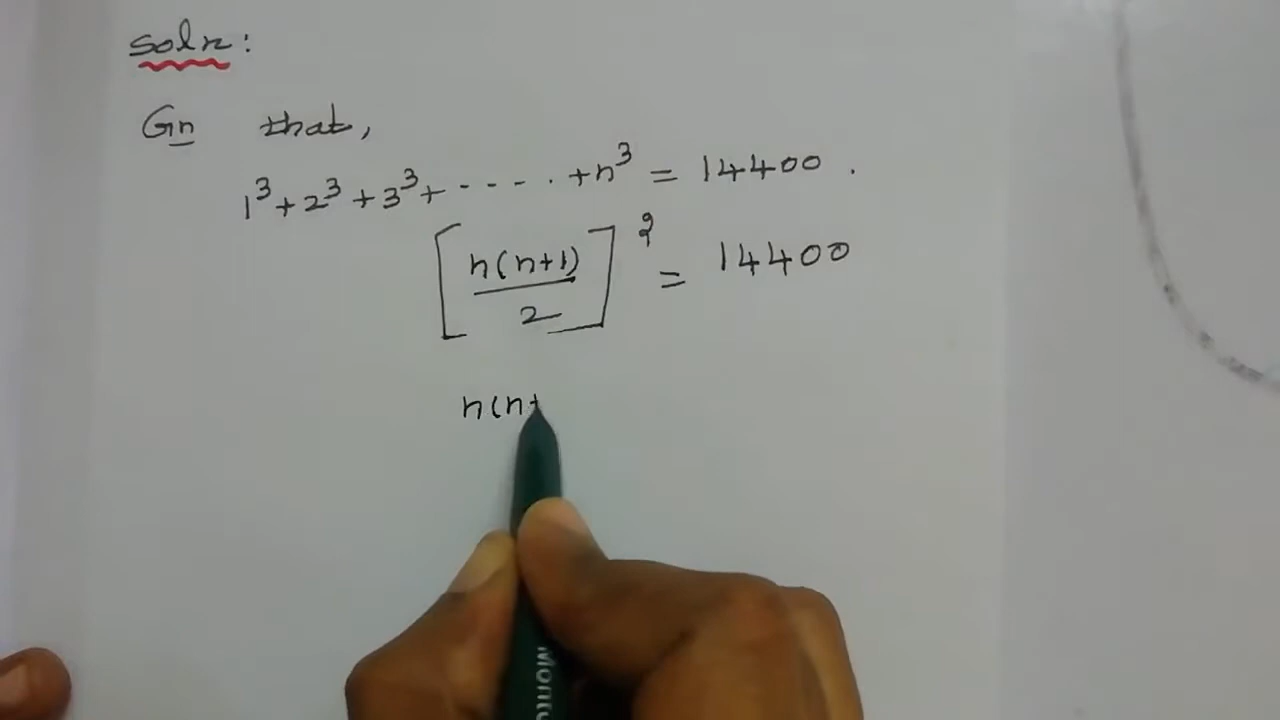 Soln:
Gn that,
1³+2³+3³+-----.+n³ = 14400.
[n(n+1)/2]² = 14400
n(n+